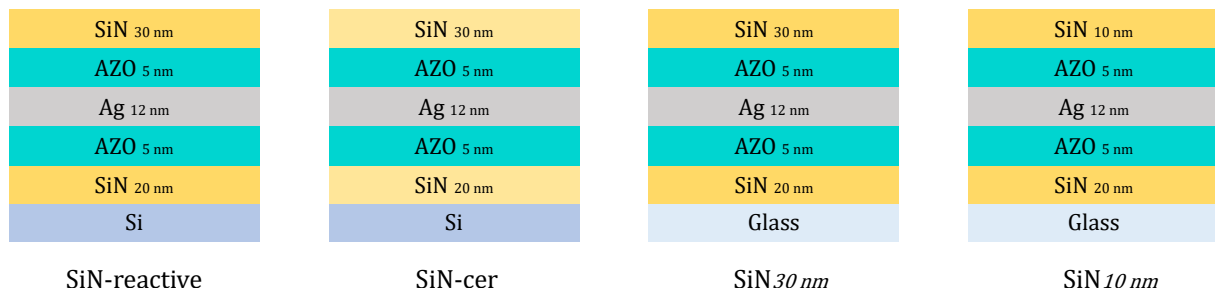 SiN 30 nm
AZO 5 nm
Ag 12 nm
AZO 5 nm
SiN 20 nm
Si
SiN-reactive
SiN 30 nm
AZO 5 nm
Ag 12 nm
AZO 5 nm
SiN 20 nm
Si
SiN-cer
SiN 30 nm
AZO 5 nm
Ag 12 nm
AZO 5 nm
SiN 20 nm
Glass
SiN30 nm
SiN 10 nm
AZO 5 nm
Ag 12 nm
AZO 5 nm
SiN 20 nm
Glass
SiN10 nm